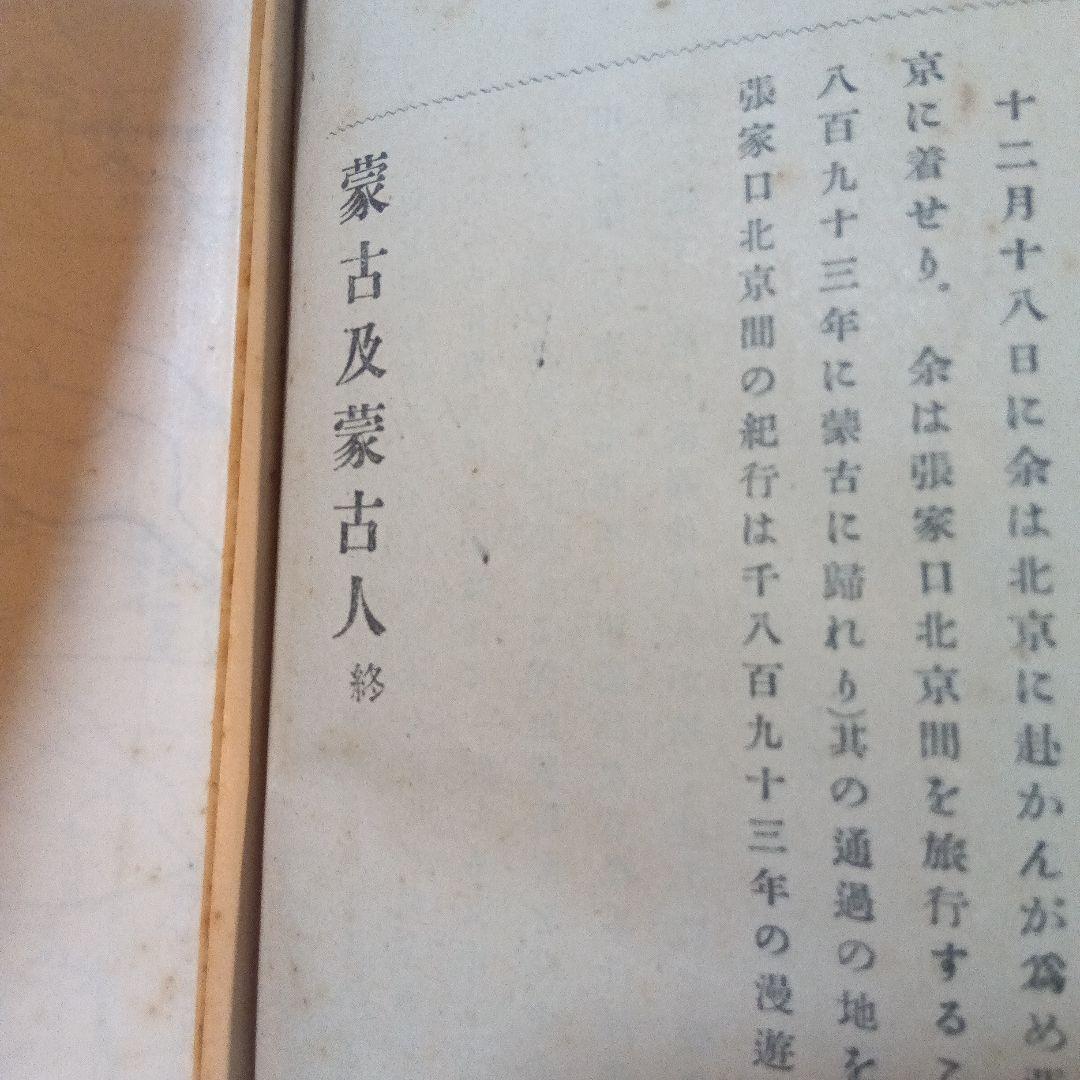 十二月十八日に余は北京に赴かんが爲め
京に着せり。余は張家口北京間を旅行する
八百九十三年に蒙古に歸れり)其の通過の地を
張家口北京間の紀行は千八百九十三年の漫遊
蒙古及蒙古人終